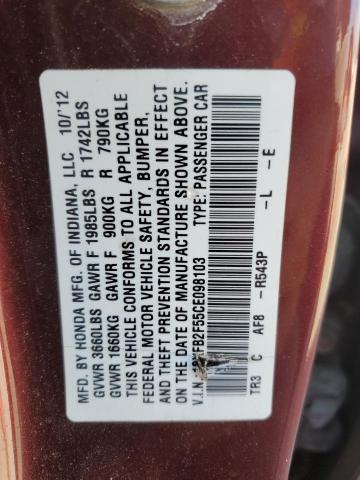 MFD. BY HONDA MFG. OF INDIANA, LLC 10/'12
GVWR 3660LBS GAWR F 1985LBS R 1742LBS
GVWR 1660KG GAWR F 900KG R 790KG
THIS VEHICLE CONFORMS TO ALL APPLICABLE
FEDERAL MOTOR VEHICLE SAFETY, BUMPER,
AND THEFT PREVENTION STANDARDS IN EFFECT
ON THE DATE OF MANUFACTURE SHOWN ABOVE.
V.I.N. TYPE: PASSENGER CAR
TR3 C AF8 -R543P -L -E